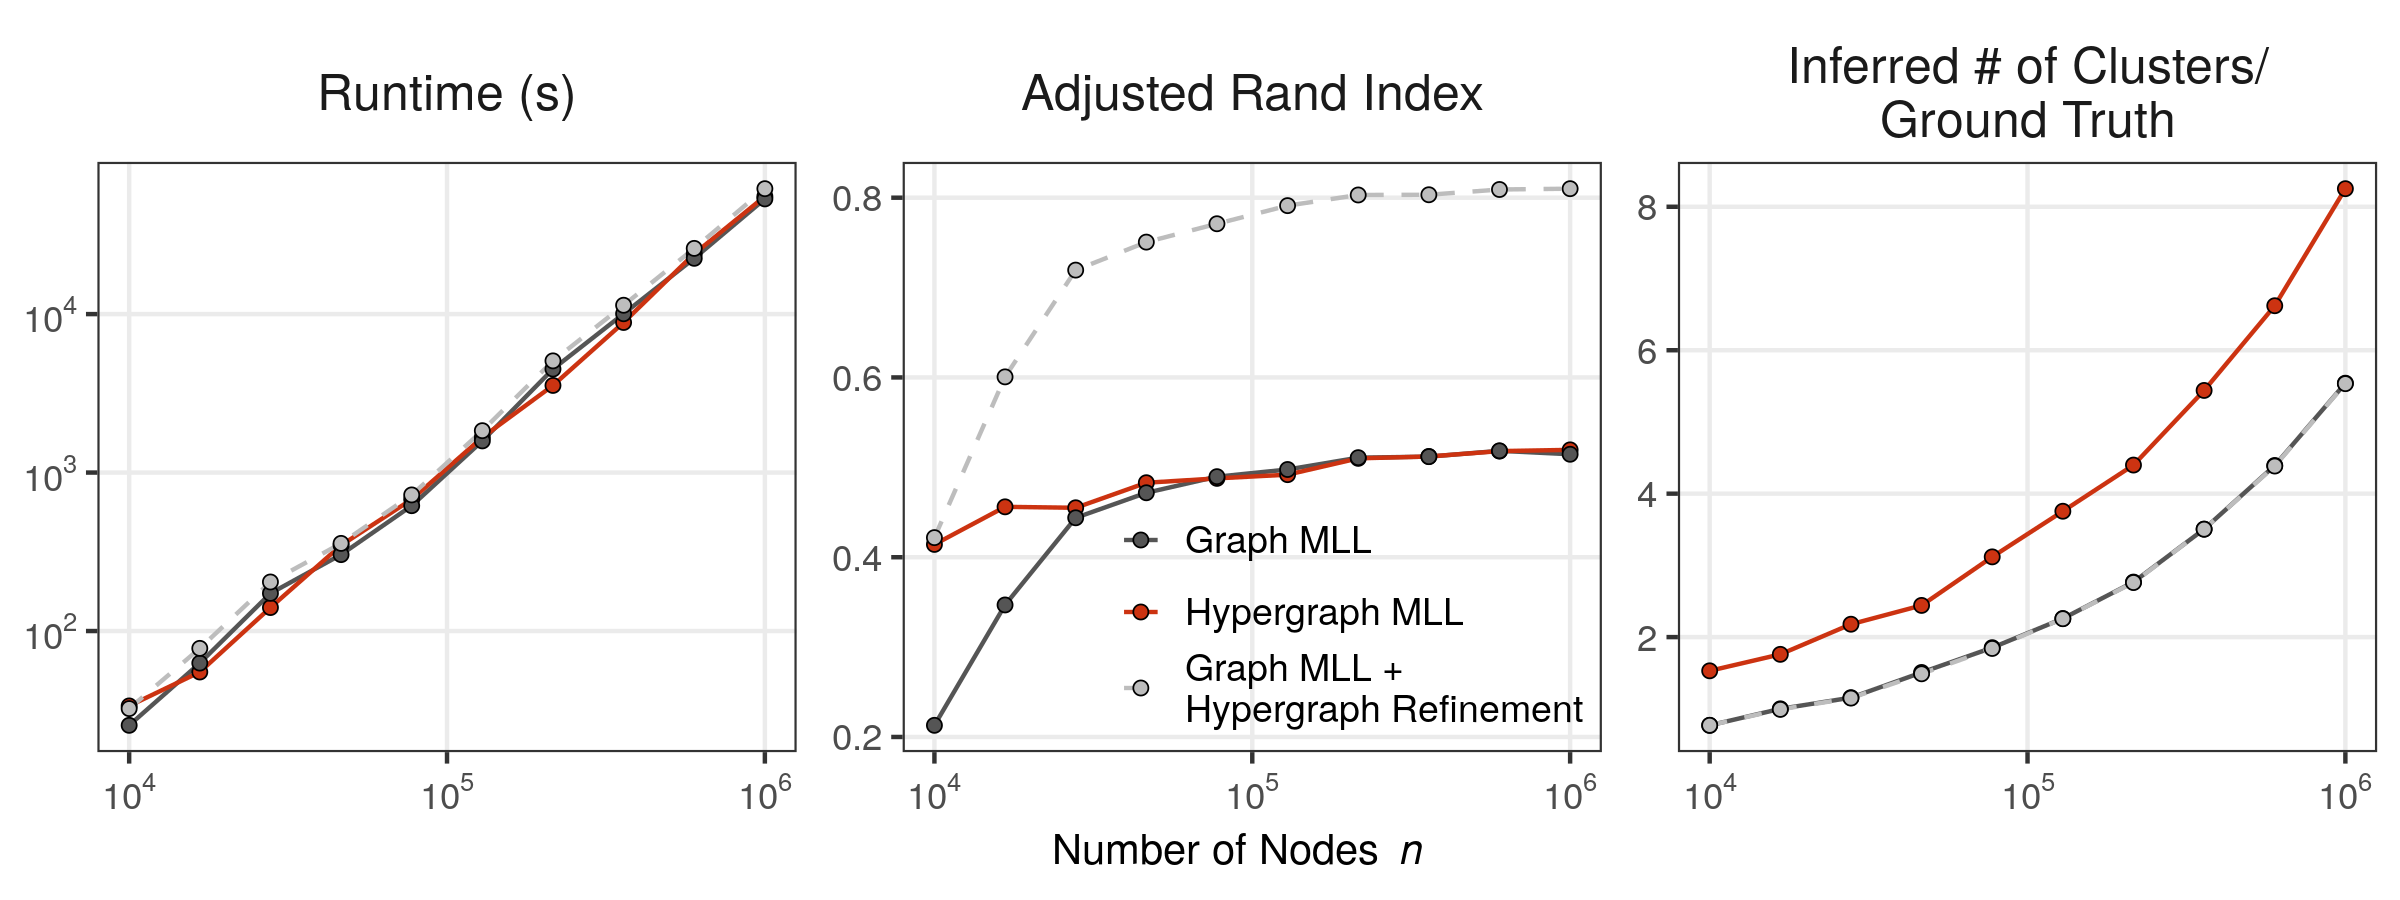 Runtime (s)
Adjusted Rand Index
Inferred # of Clusters/
Ground Truth
10⁴
10³
10²
0.8
0.6
0.4
0.2
8
6
4
2
Graph MLL
Hypergraph MLL
Graph MLL +
Hypergraph Refinement
10⁴ 10⁵ 10⁶
10⁴ 10⁵ 10⁶
10⁴ 10⁵ 10⁶
Number of Nodes n